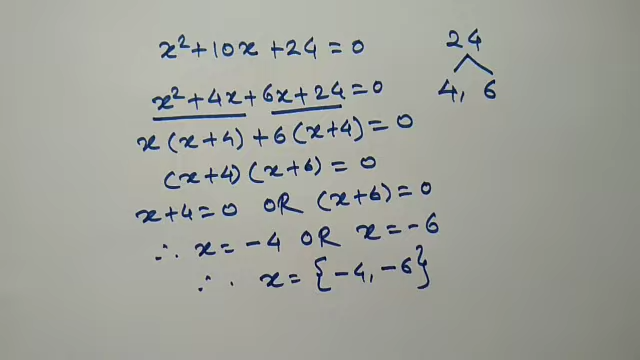 x² + 10x + 24 = 0
24
4, 6
x² + 4x + 6x + 24 = 0
x (x+4) + 6 (x+4) = 0
(x+4) (x+6) = 0
x+4 = 0 OR (x+6) = 0
∴ x = -4 OR x = -6
∴ x = {-4, -6}